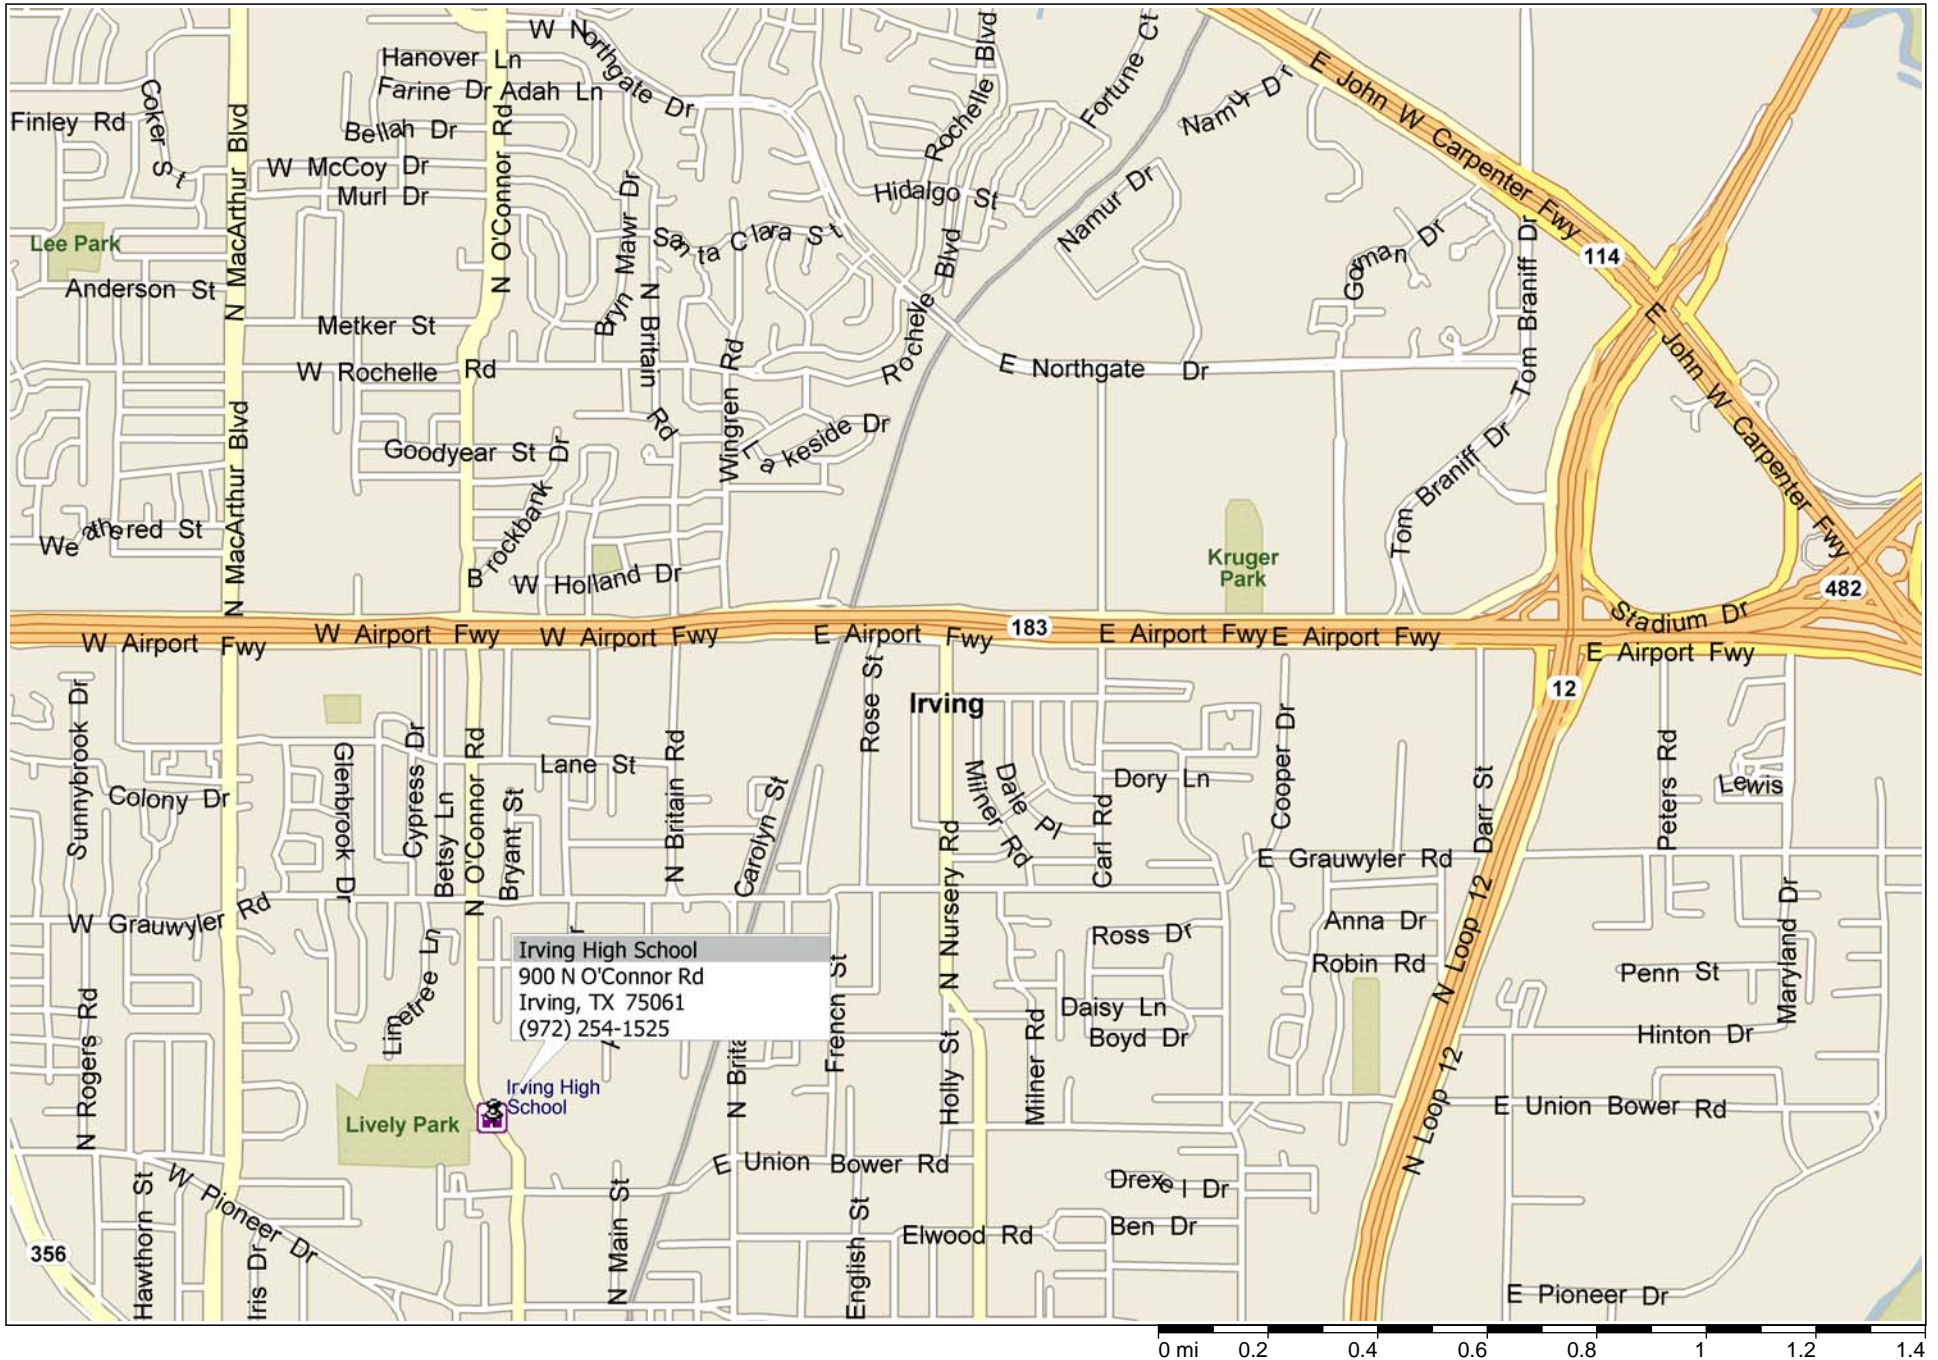 W Northgate Dr
Rochelle Blvd
Fortune Ct
E John W Carpenter Fwy
Hanover Ln
Farine Dr
Adah Ln
Namur Dr
Finley Rd
Coker St
N MacArthur Blvd
Bellah Dr
N O'Connor Rd
W McCoy Dr
Murl Dr
Bryn Mawr Dr
Hidalgo St
Namur Dr
Lee Park
Santa Clara St
Rochelle Blvd
Gorman Dr
Tom Braniff Dr
114
Anderson St
N Britain Rd
Metker St
E John W Carpenter Fwy
W Rochelle Rd
Wingren Rd
E Northgate Dr
N MacArthur Blvd
Lakeside Dr
Goodyear St
Brockbank Dr
Tom Braniff Dr
Weathered St
Kruger
Park
W Holland Dr
482
Stadium Dr
W Airport Fwy
W Airport Fwy
W Airport Fwy
E Airport Fwy
183
E Airport Fwy
E Airport Fwy
E Airport Fwy
12
Sunnybrook Dr
Rose St
Irving
Cooper Dr
Glenbrook Dr
Cypress Dr
N O'Connor Rd
Lane St
N Britain Rd
Milner Rd
Dale Pl
Dory Ln
Darr St
Peters Rd
Lewis
Colony Dr
Betsy Ln
Bryant St
Carolyn St
N Nursery Rd
Carl Rd
E Grauwyler Rd
W Grauwyler Rd
N Loop 12
Maryland Dr
Anna Dr
Limetree Ln
Ross Dr
Irving High School
900 N O'Connor Rd
Irving, TX 75061
(972) 254-1525
French St
Robin Rd
Penn St
N Rogers Rd
Daisy Ln
Boyd Dr
Hinton Dr
N Brita
Holly St
Milner Rd
N Loop 12
Irving High
School
Lively Park
E Union Bower Rd
E Union Bower Rd
W Pioneer Dr
Hawthorn St
N Main St
Drexel Dr
English St
Elwood Rd
Ben Dr
356
Iris Dr
E Pioneer Dr
0 mi 0.2 0.4 0.6 0.8 1 1.2 1.4